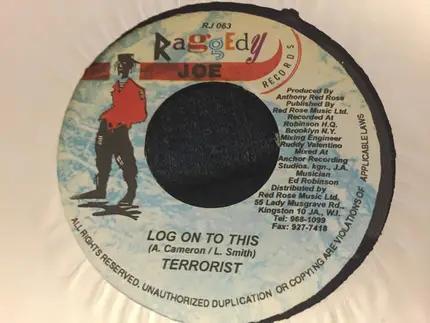 RJ 063
Raggedy
JOE
RECORDS
Produced By
Anthony Red Rose
Published By
Red Rose Music Ltd.
Recorded At
Robinson H.Q.
Brooklyn N.Y.
Mixing Engineer
Ruddy Valentino
Mixed At
Anchor Recording
Studios. kgn., J.A.
Musician
Ed Robinson
Distributed by
Red Rose Music Ltd.
55 Lady Musgrave Rd.,
Kingston 10 JA., WJ.
Tel: 968-1099
Fax: 927-7418
LOG ON TO THIS
(A. Cameron / L. Smith)
TERRORIST
ALL RIGHTS RESERVED. UNAUTHORIZED DUPLICATION OR COPYING ARE VIOLATIONS OF APPLICABLE LAWS